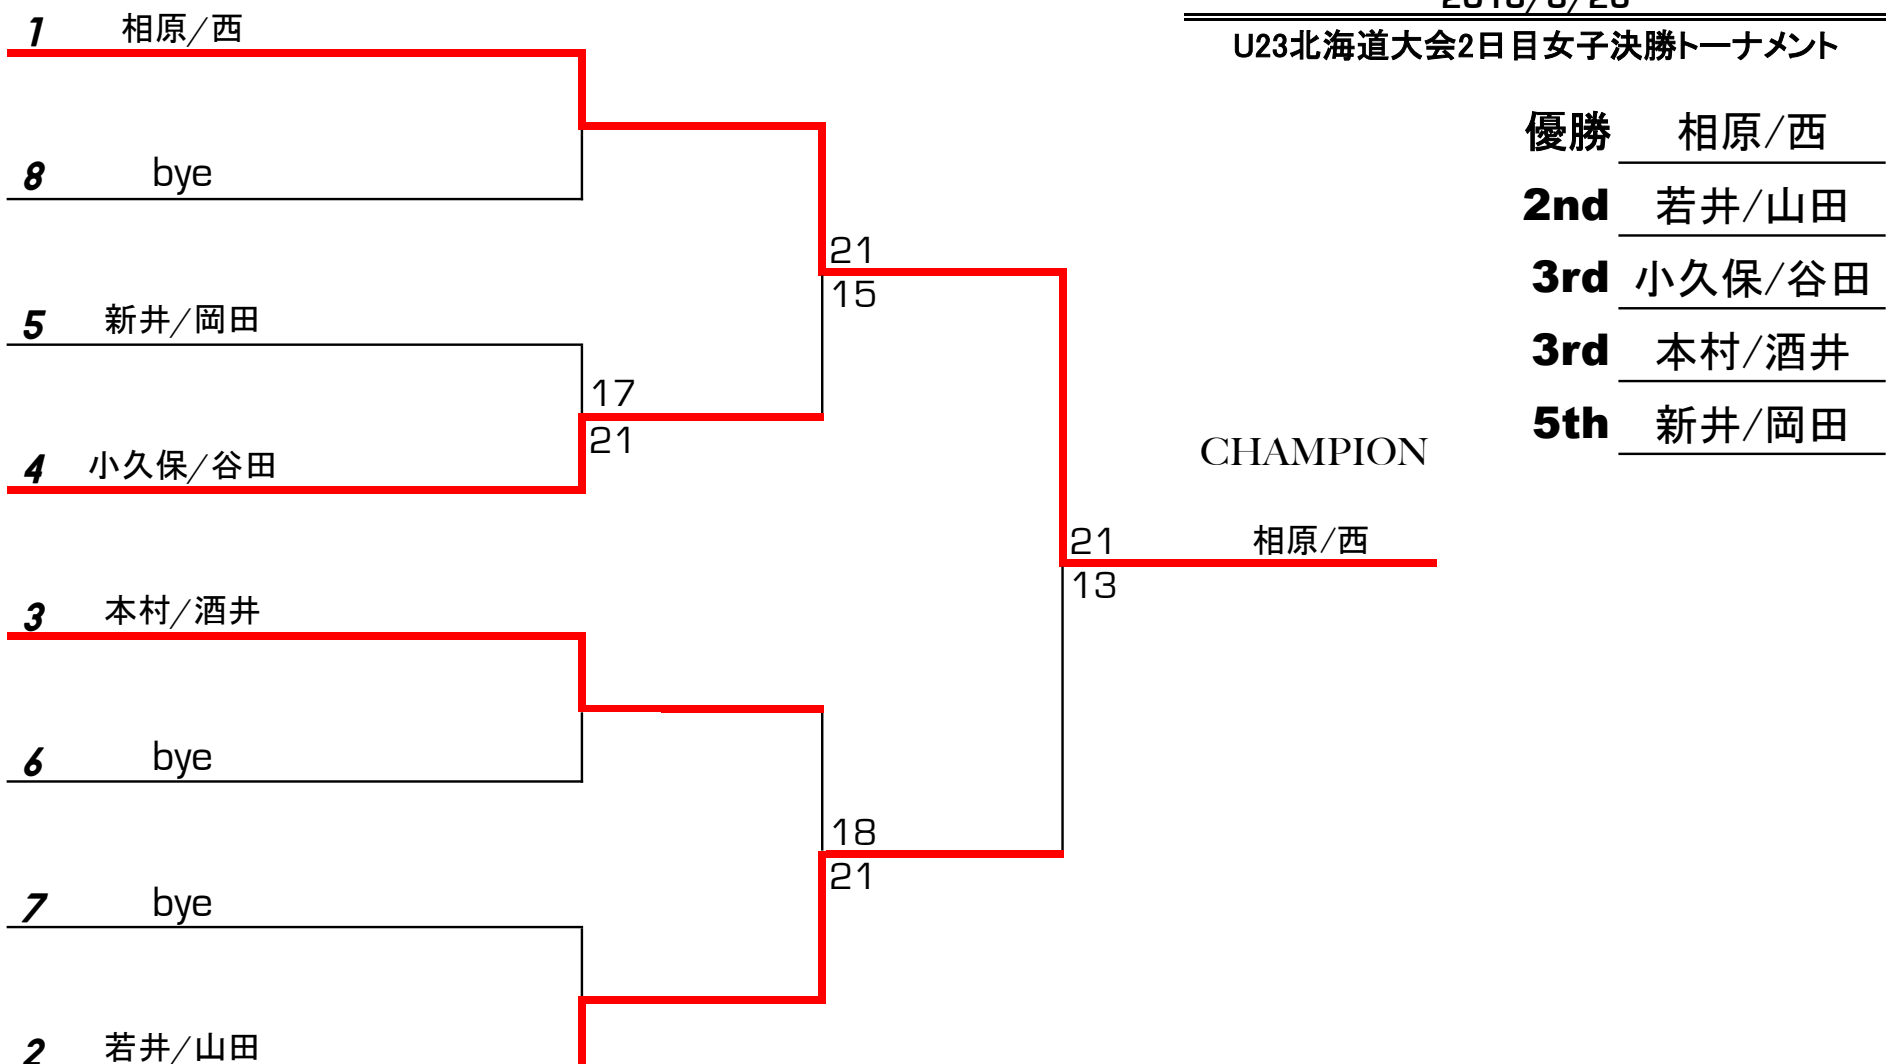 U23北海道大会2日目女子決勝トーナメント
1 相原/西
8 bye
5 新井/岡田
4 小久保/谷田
3 本村/酒井
6 bye
7 bye
2 若井/山田
17
21
21
15
18
21
21
13
CHAMPION
相原/西
優勝 相原/西
2nd 若井/山田
3rd 小久保/谷田
3rd 本村/酒井
5th 新井/岡田